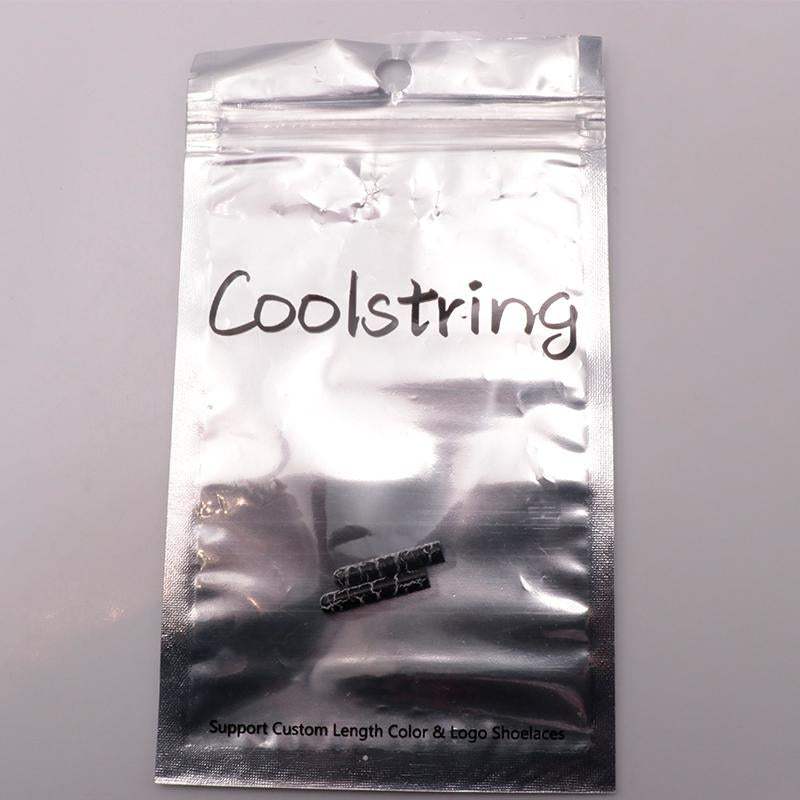 Coolstring
Support Custom Length Color & Logo Shoelaces